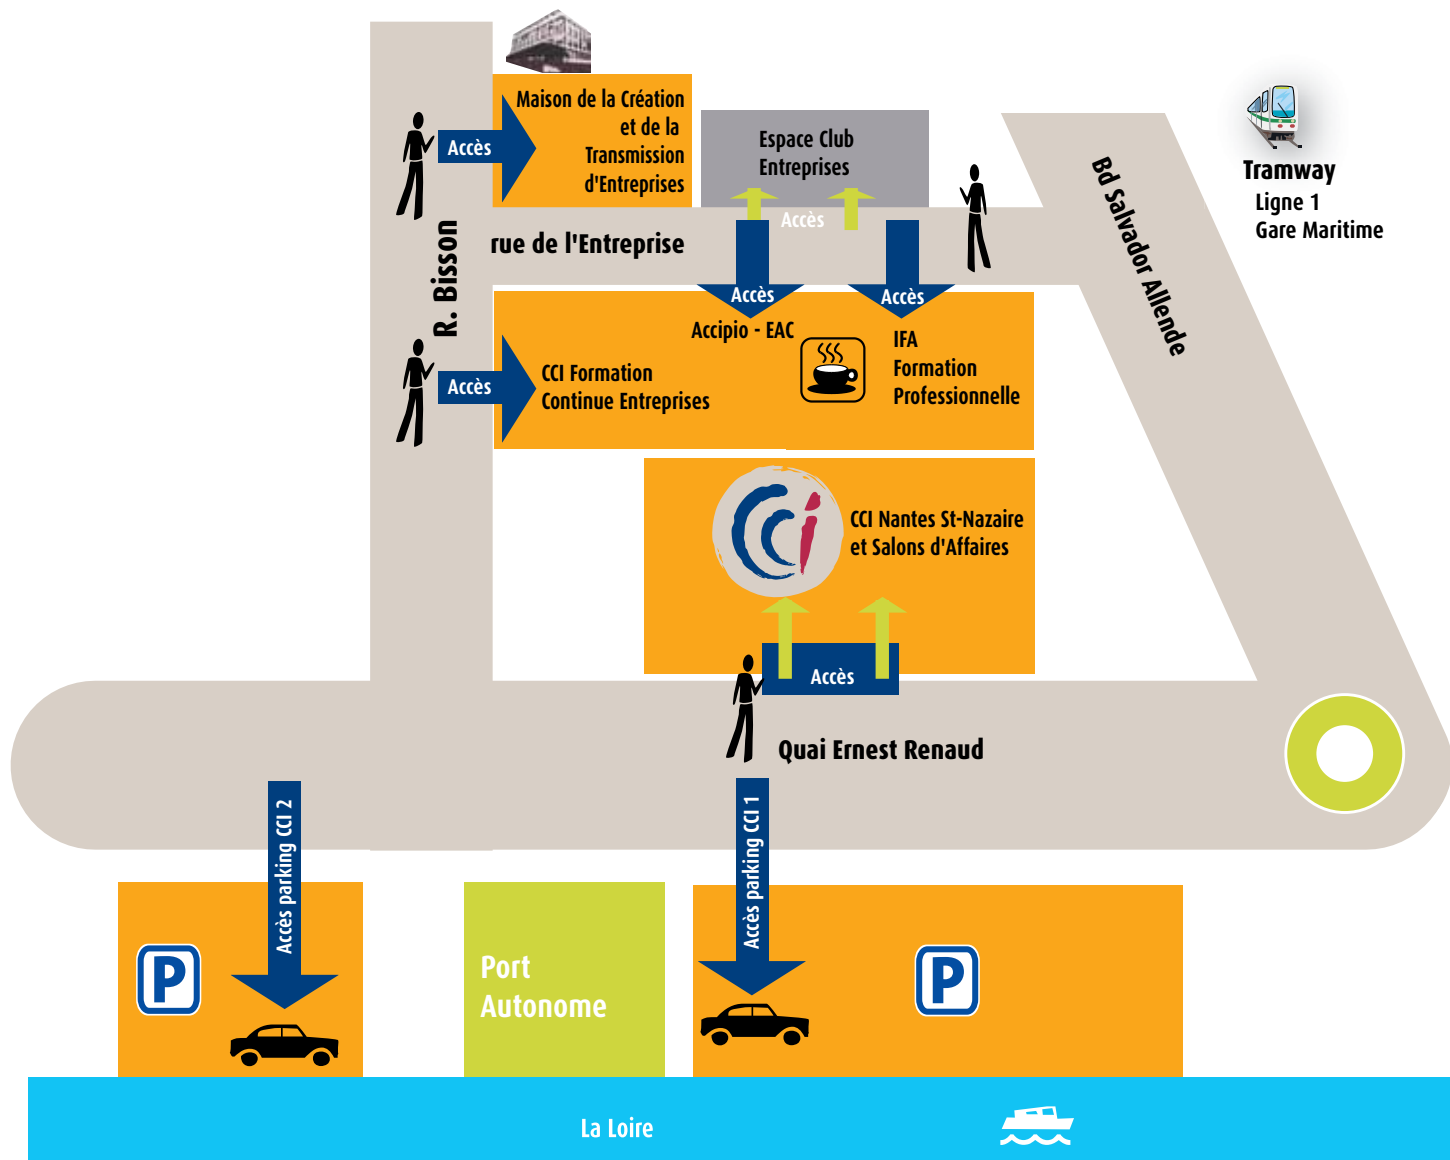 Maison de la Création
et de la
Transmission
d'Entreprises
Accès
Espace Club
Entreprises
Accès
Tramway
Ligne 1
Gare Maritime
Bd Salvador Allende
R. Bisson
rue de l'Entreprise
Accès
Accès
Accipio - EAC
IFA
Formation
Professionnelle
Accès
CCI Formation
Continue Entreprises
CCi
CCI Nantes St-Nazaire
et Salons d'Affaires
Accès
Quai Ernest Renaud
Accès parking CCI 2
Accès parking CCI 1
P
Port
Autonome
P
La Loire